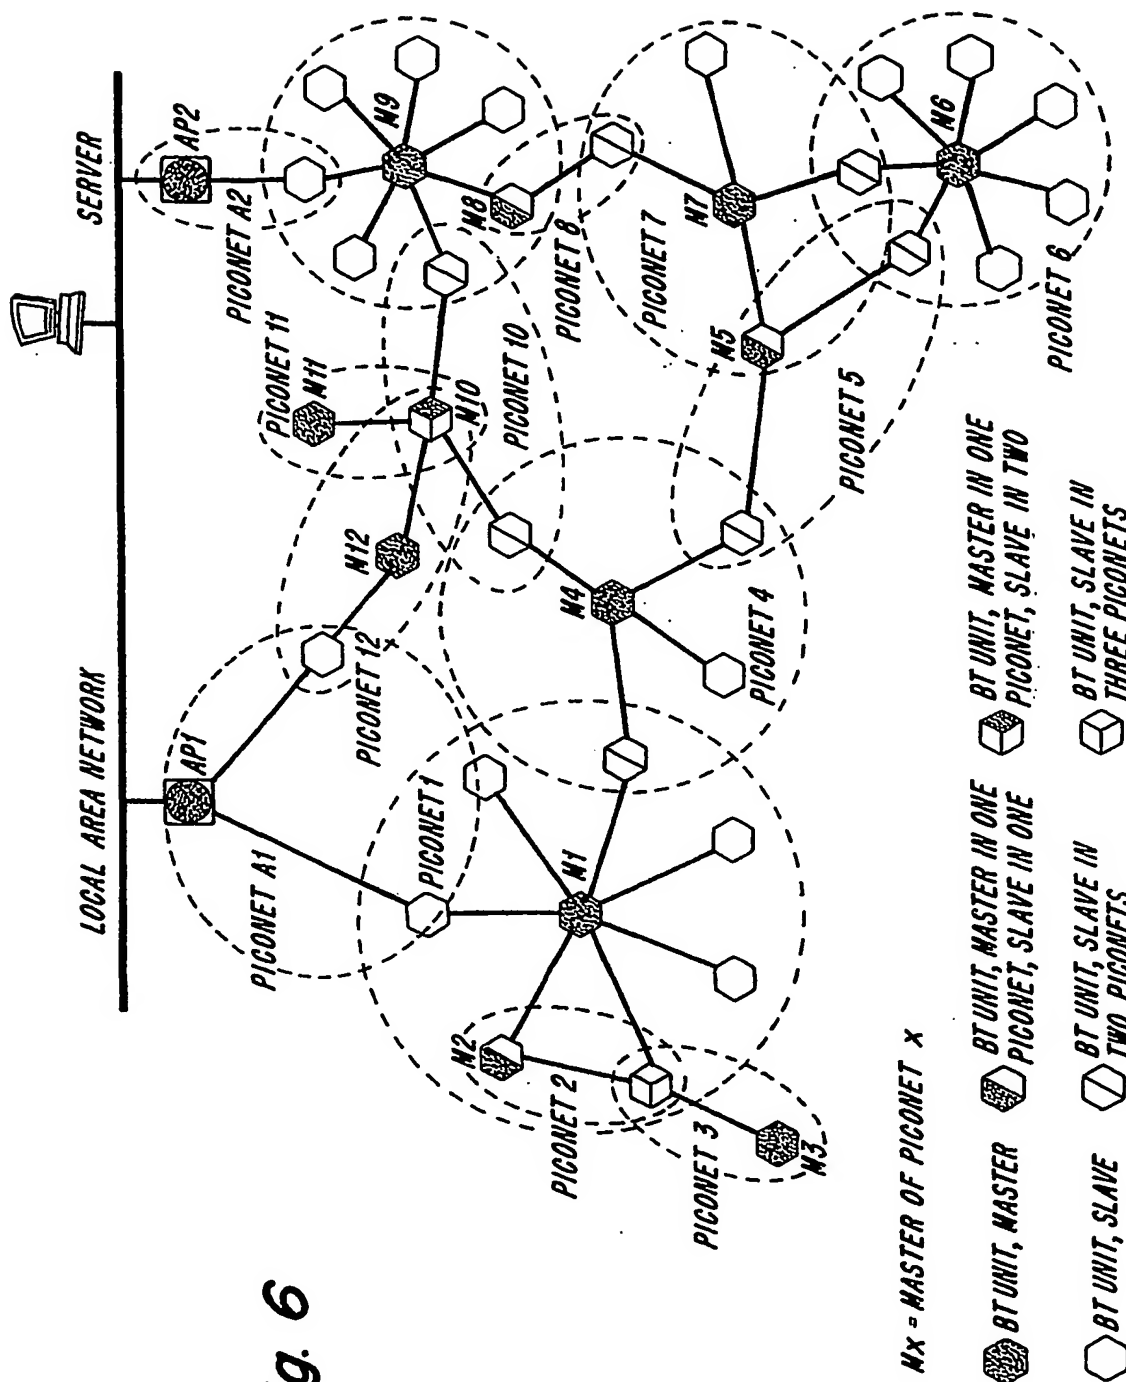 LOCAL AREA NETWORK
SERVER
AP1
AP2
PICONET A1
PICONET A2
PICONET 12
PICONET 11
M11
M12
M10
PICONET 10
M9
M8
PICONET 8
PICONET 1
M1
M2
PICONET 2
PICONET 3
M3
M4
PICONET 4
M5
PICONET 5
M7
PICONET 7
M6
PICONET 6
Mx = MASTER OF PICONET x
BT UNIT, MASTER
BT UNIT, MASTER IN ONE
PICONET, SLAVE IN ONE
BT UNIT, MASTER IN ONE
PICONET, SLAVE IN TWO
BT UNIT, SLAVE
BT UNIT, SLAVE IN
TWO PICONETS
BT UNIT, SLAVE IN
THREE PICONETS
g. 6